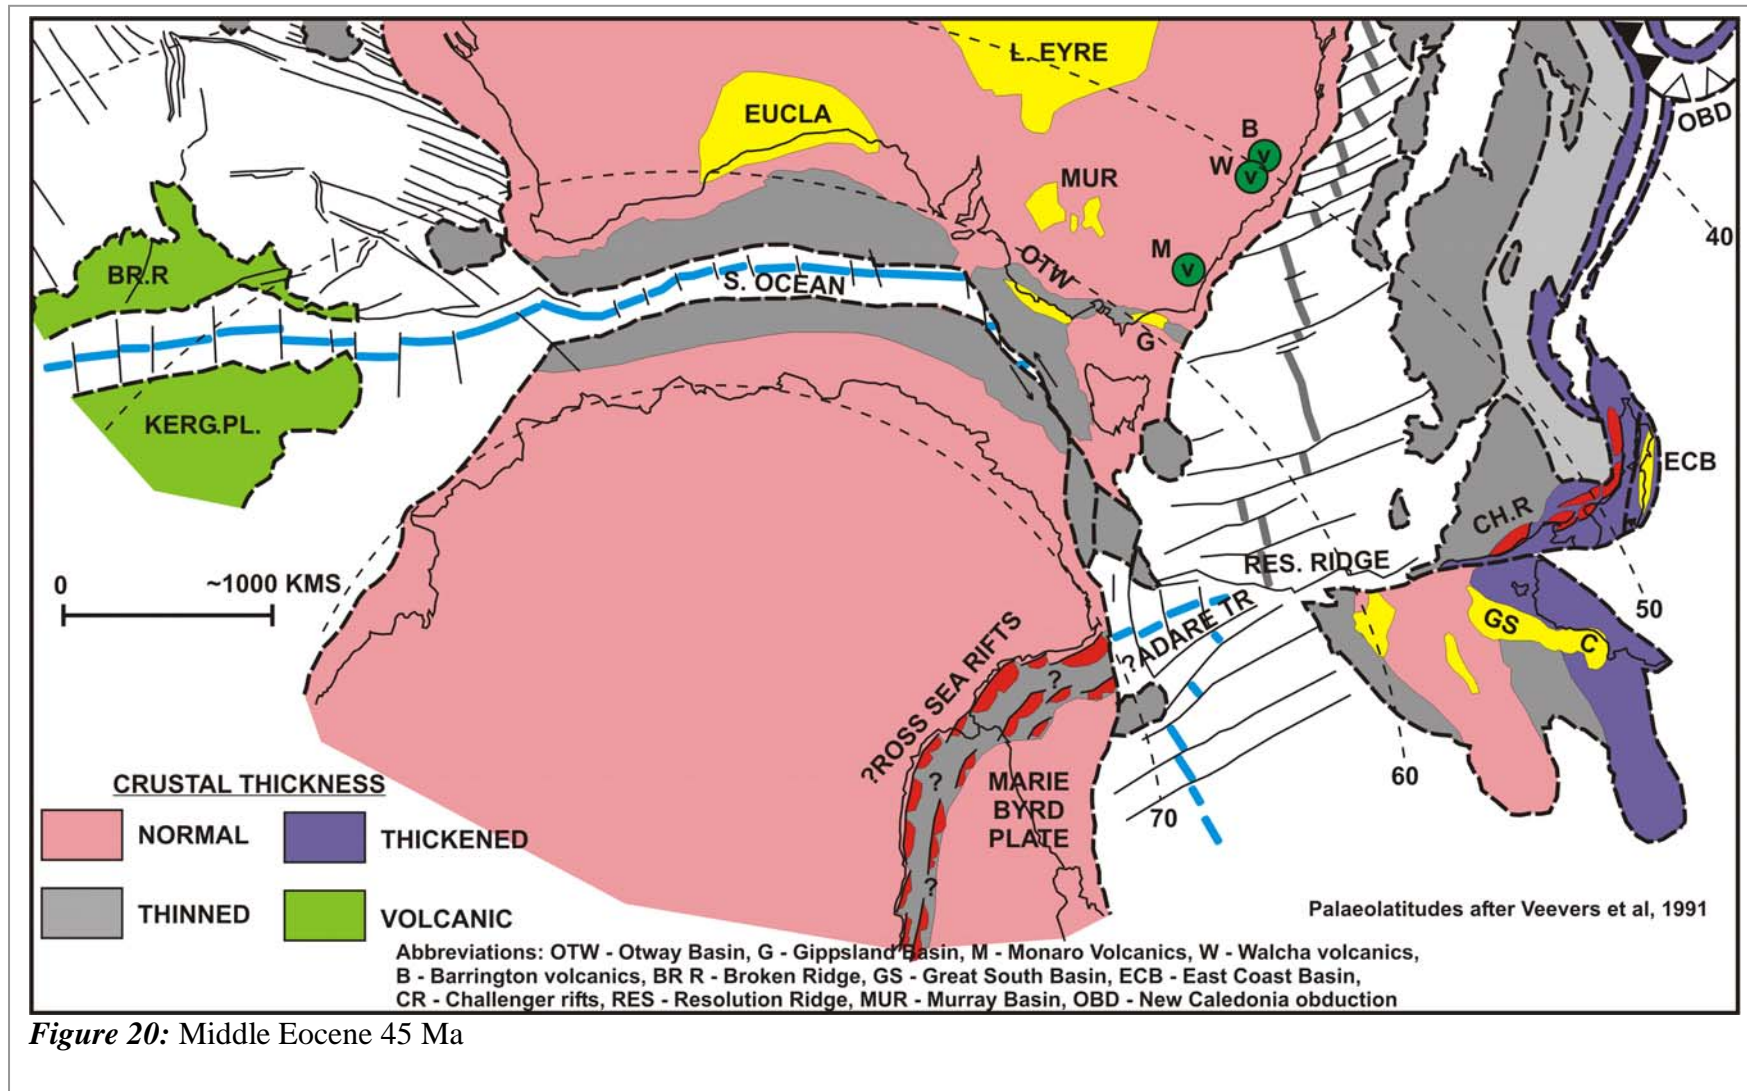 L. EYRE
EUCLA
OBD
B
V
W
V
MUR
40
M
V
OTW
BR.R
S. OCEAN
G
KERG.PL.
ECB
CH.R
RES. RIDGE
0 ~1000 KMS
50
?ADARE TR
GS
C
?ROSS SEA RIFTS
?
?
?
MARIE
BYRD
PLATE
60
70
CRUSTAL THICKNESS
NORMAL
THICKENED
THINNED
VOLCANIC
Palaeolatitudes after Veevers et al, 1991
Abbreviations: OTW - Otway Basin, G - Gippsland Basin, M - Monaro Volcanics, W - Walcha volcanics,
B - Barrington volcanics, BR R - Broken Ridge, GS - Great South Basin, ECB - East Coast Basin,
CR - Challenger rifts, RES - Resolution Ridge, MUR - Murray Basin, OBD - New Caledonia obduction
Figure 20: Middle Eocene 45 Ma